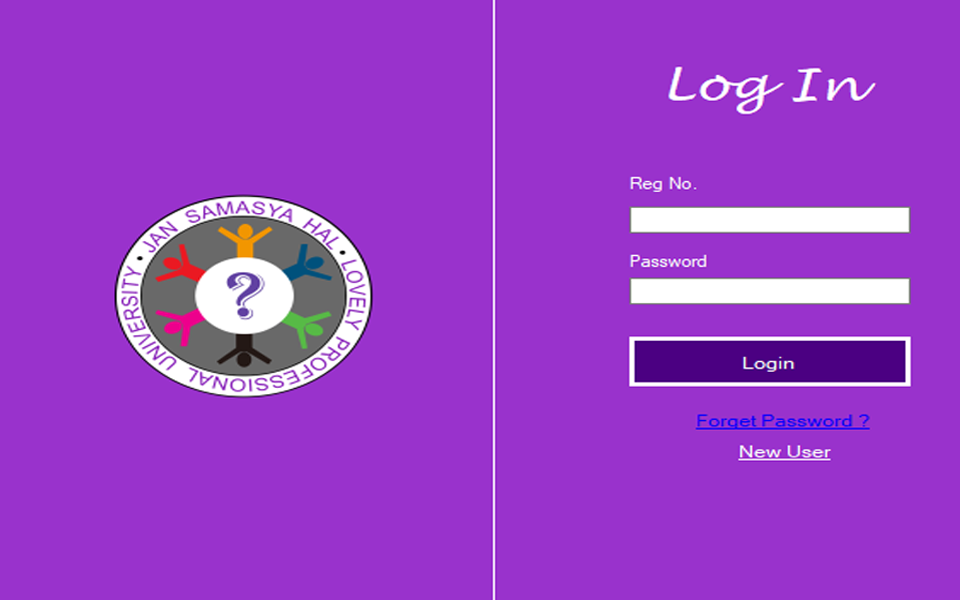 JAN SAMASYA HAL
• LOVELY PROFESSIONAL UNIVERSITY •
?
Log In
Reg No.
Password
Login
Forget Password ?
New User